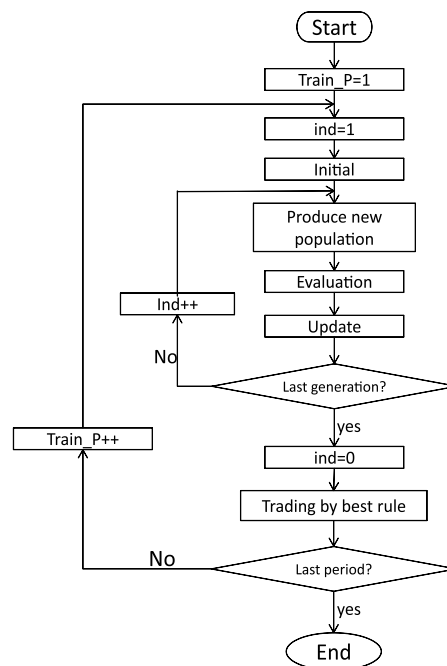 Start
Train_P=1
ind=1
Initial
Produce new
population
Evaluation
Ind++
Update
No
Last generation?
yes
Train_P++
ind=0
Trading by best rule
No
Last period?
yes
End